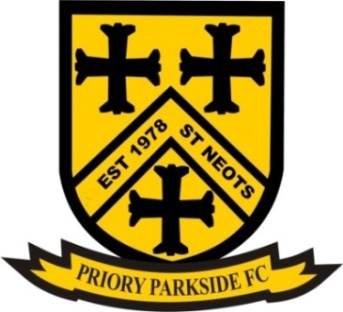 EST 1978 ST NEOTS
PRIORY PARKSIDE FC